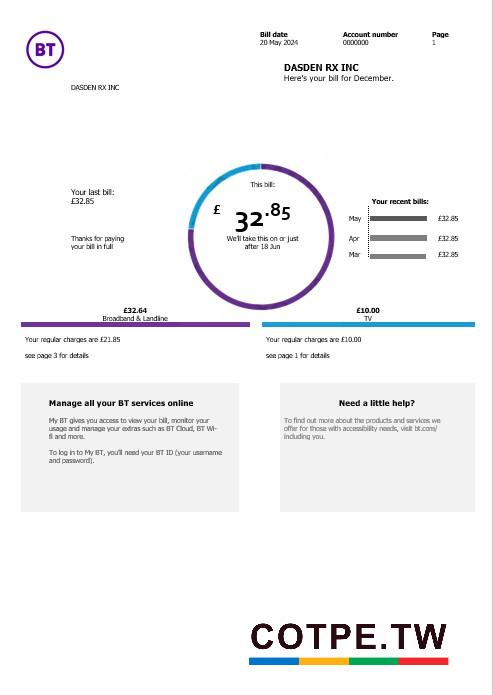 BT
Bill date Account number Page
20 May 2024 0000000 1
DASDEN RX INC
Here's your bill for December.
DASDEN RX INC
This bill:
£32.85
We'll take this on or just
after 18 Jun
Your last bill:
£32.85
Thanks for paying
your bill in full
Your recent bills:
May £32.85
Apr £32.85
Mar £32.85
£32.64
Broadband & Landline
£10.00
TV
Your regular charges are £21.85
see page 3 for details
Your regular charges are £10.00
see page 1 for details
Manage all your BT services online
My BT gives you access to view your bill, monitor your
usage and manage your extras such as BT Cloud, BT Wi-
fi and more.
To log in to My BT, you'll need your BT ID (your username
and password).
Need a little help?
To find out more about the products and services we
offer for those with accessibility needs, visit bt.com/
including you.
COTPE.TW